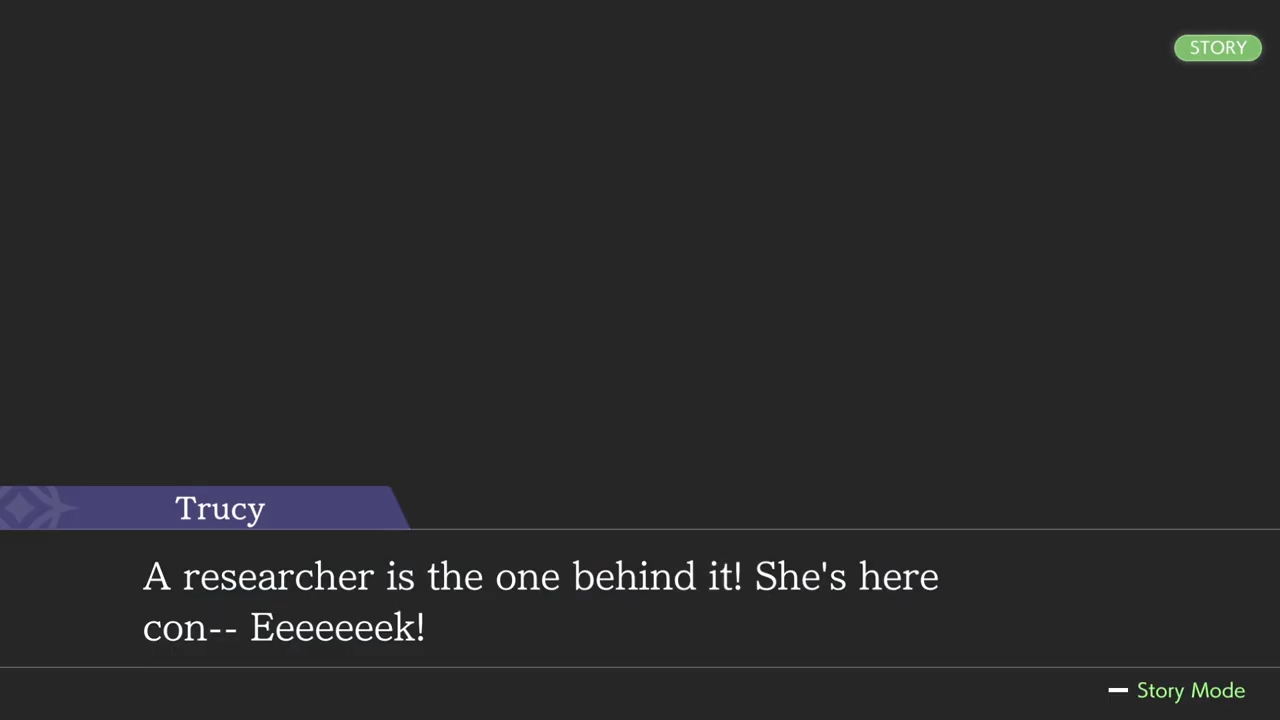 STORY
Trucy
A researcher is the one behind it! She's here
con-- Eeeeeeek!
Story Mode